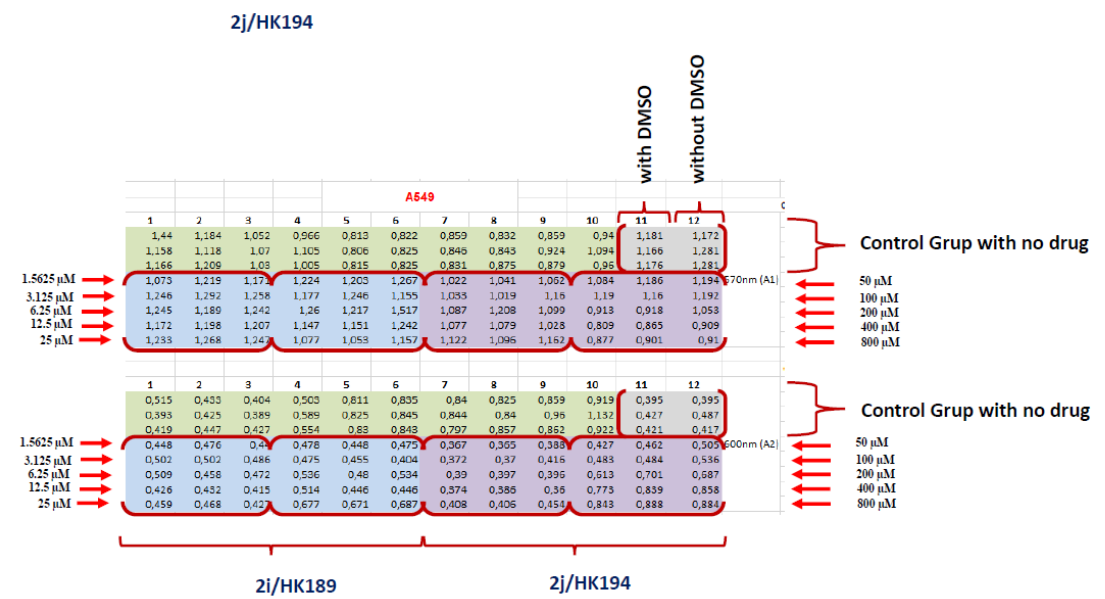 2j/HK194
with DMSO
without DMSO
A549
1 2 3 4 5 6 7 8 9 10 11 12
1,44 1,184 1,052 0,966 0,813 0,822 0,859 0,832 0,859 0,94 1,181 1,172
1,158 1,118 1,07 1,105 0,806 0,825 0,846 0,843 0,924 1,094 1,166 1,281
1,166 1,209 1,03 1,005 0,815 0,825 0,831 0,875 0,879 0,96 1,176 1,281
Control Grup with no drug
1.5625 µM 1,073 1,219 1,171 1,224 1,203 1,267 1,022 1,041 1,062 1,084 1,186 1,194 570nm (A1) 50 µM
3.125 µM 1,246 1,292 1,258 1,177 1,246 1,155 1,033 1,019 1,16 1,19 1,16 1,192 100 µM
6.25 µM 1,245 1,189 1,242 1,26 1,217 1,517 1,087 1,208 1,099 0,913 0,918 1,053 200 µM
12.5 µM 1,172 1,198 1,207 1,147 1,151 1,242 1,077 1,079 1,028 0,809 0,865 0,909 400 µM
25 µM 1,233 1,268 1,247 1,077 1,053 1,157 1,122 1,096 1,162 0,877 0,901 0,91 800 µM
1 2 3 4 5 6 7 8 9 10 11 12
0,515 0,433 0,404 0,503 0,811 0,835 0,84 0,825 0,859 0,919 0,395 0,395
0,393 0,425 0,389 0,589 0,825 0,845 0,844 0,84 0,96 1,132 0,427 0,487
0,419 0,447 0,427 0,554 0,83 0,843 0,797 0,857 0,862 0,922 0,421 0,417
Control Grup with no drug
1.5625 µM 0,448 0,476 0,44 0,478 0,448 0,475 0,367 0,365 0,388 0,427 0,462 0,505 600nm (A2) 50 µM
3.125 µM 0,502 0,502 0,486 0,475 0,455 0,404 0,372 0,37 0,416 0,483 0,484 0,536 100 µM
6.25 µM 0,509 0,458 0,472 0,536 0,48 0,534 0,39 0,397 0,396 0,613 0,701 0,687 200 µM
12.5 µM 0,426 0,432 0,415 0,514 0,446 0,446 0,374 0,386 0,36 0,773 0,839 0,858 400 µM
25 µM 0,459 0,468 0,427 0,677 0,671 0,687 0,408 0,406 0,454 0,843 0,888 0,884 800 µM
2i/HK189
2j/HK194